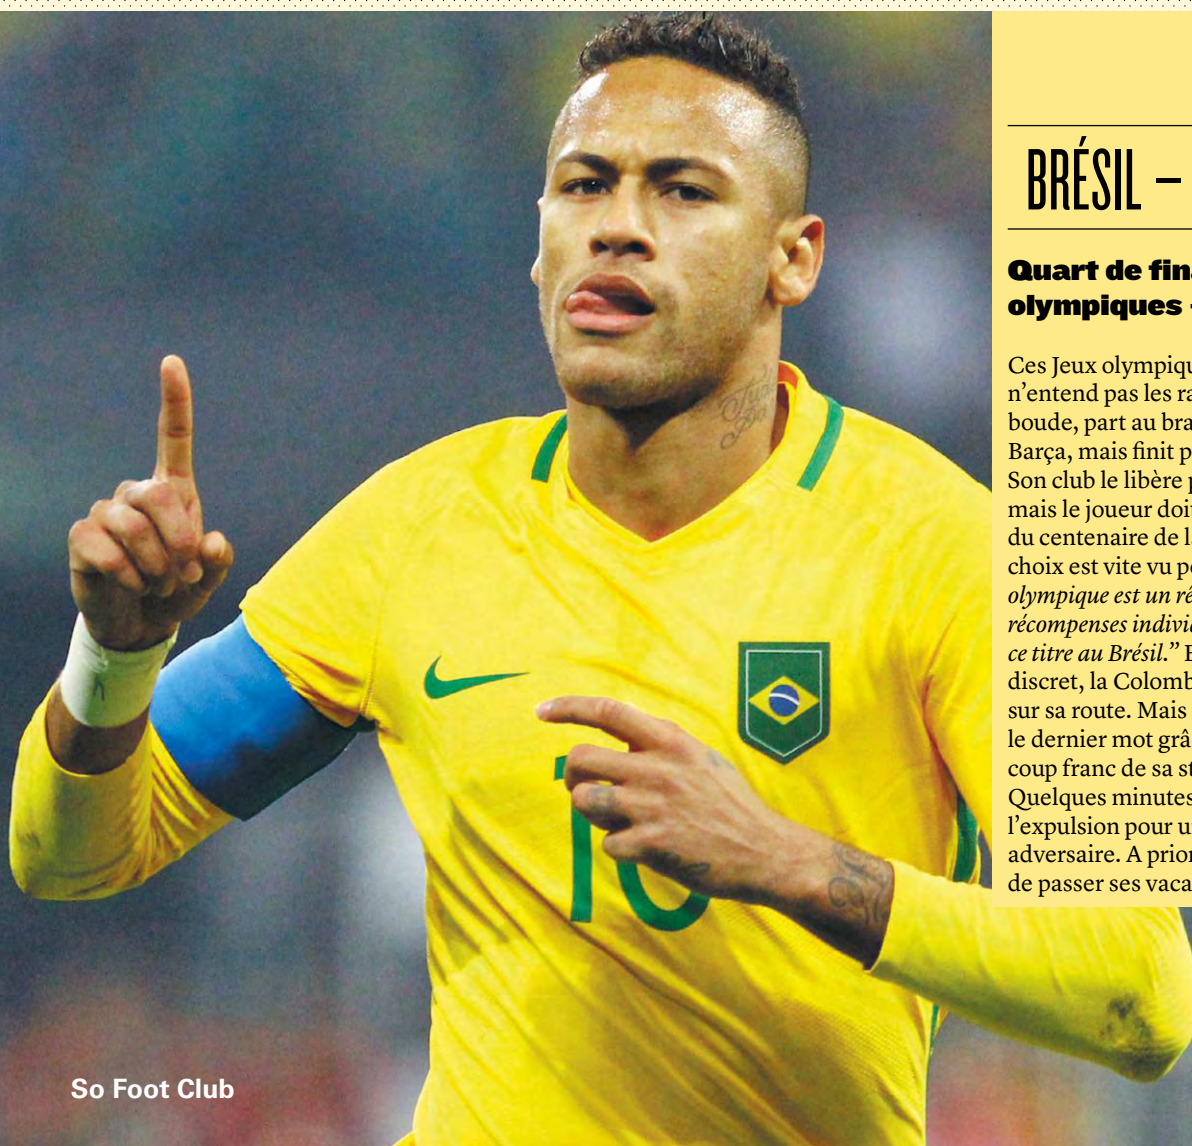 BRÉSIL –
Quart de fin
olympiques
Ces Jeux olympiqu
n'entend pas les ra
boude, part au bra
Barça, mais finit p
Son club le libère p
mais le joueur doi
du centenaire de l
choix est vite vu p
olympique est un ré
récompenses indivi
ce titre au Brésil." E
discret, la Colomb
sur sa route. Mais
le dernier mot grâ
coup franc de sa st
Quelques minutes
l'expulsion pour u
adversaire. A prior
de passer ses vaca
10
So Foot Club